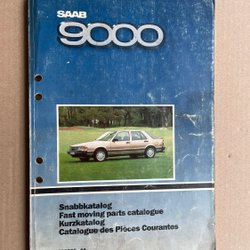 SAAB
9000
Snabbkatalog
Fast moving parts catalogue
Kurzkatalog
Catalogue des Pièces Courantes